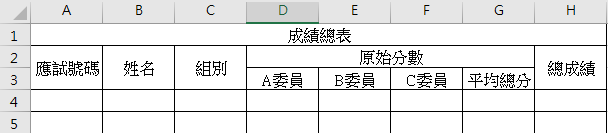 A B C D E F G H
1 成績總表
2 應試號碼 姓名 組別 原始分數 總成績
3 A委員 B委員 C委員 平均總分
4
5